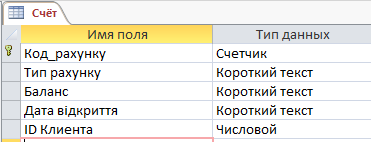 Счёт
Имя поля Тип данных
Код_рахунку Счетчик
Тип рахунку Короткий текст
Баланс Короткий текст
Дата відкриття Короткий текст
ID Клиента Числовой